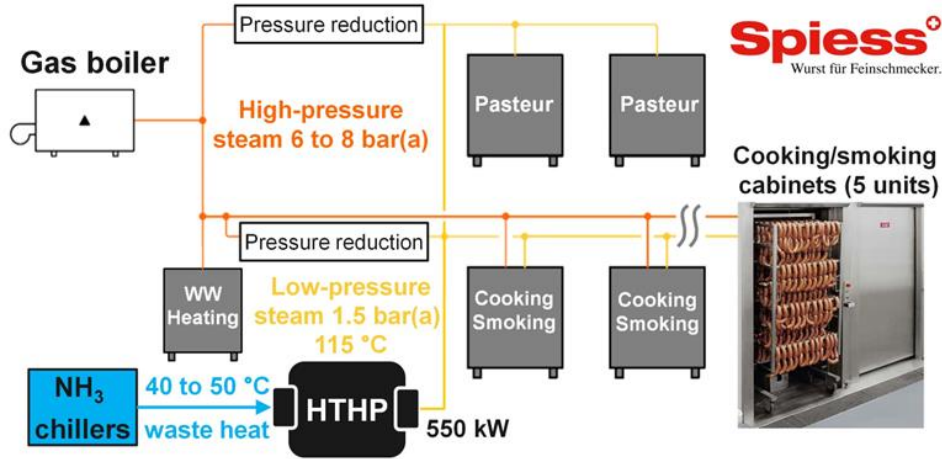 Pressure reduction
Spiess
Wurst für Feinschmecker.
Gas boiler
Pasteur
Pasteur
High-pressure
steam 6 to 8 bar(a)
Cooking/smoking
cabinets (5 units)
Pressure reduction
WW
Heating
Low-pressure
steam 1.5 bar(a)
115 °C
Cooking
Smoking
Cooking
Smoking
NH₃
chillers
40 to 50 °C
waste heat
HTHP
550 kW